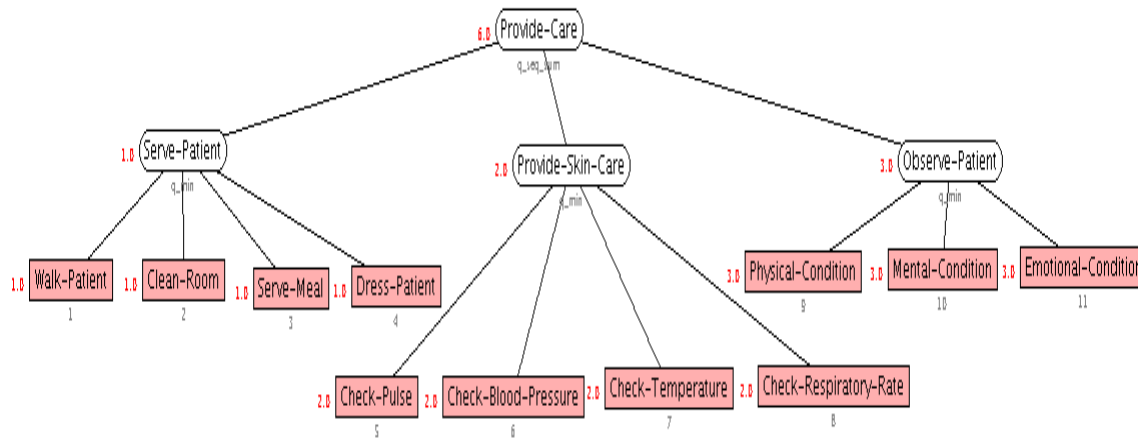 Provide-Care
6.0
q_seq_sum
Serve-Patient
1.0
q_min
Provide-Skin-Care
2.0
q_min
Observe-Patient
3.0
q_min
1.0 Walk-Patient
1
1.0 Clean-Room
2
1.0 Serve-Meal
3
1.0 Dress-Patient
4
3.0 Physical-Condition
9
3.0 Mental-Condition
10
3.0 Emotional-Condition
11
2.0 Check-Pulse
5
2.0 Check-Blood-Pressure
6
2.0 Check-Temperature
7
2.0 Check-Respiratory-Rate
8